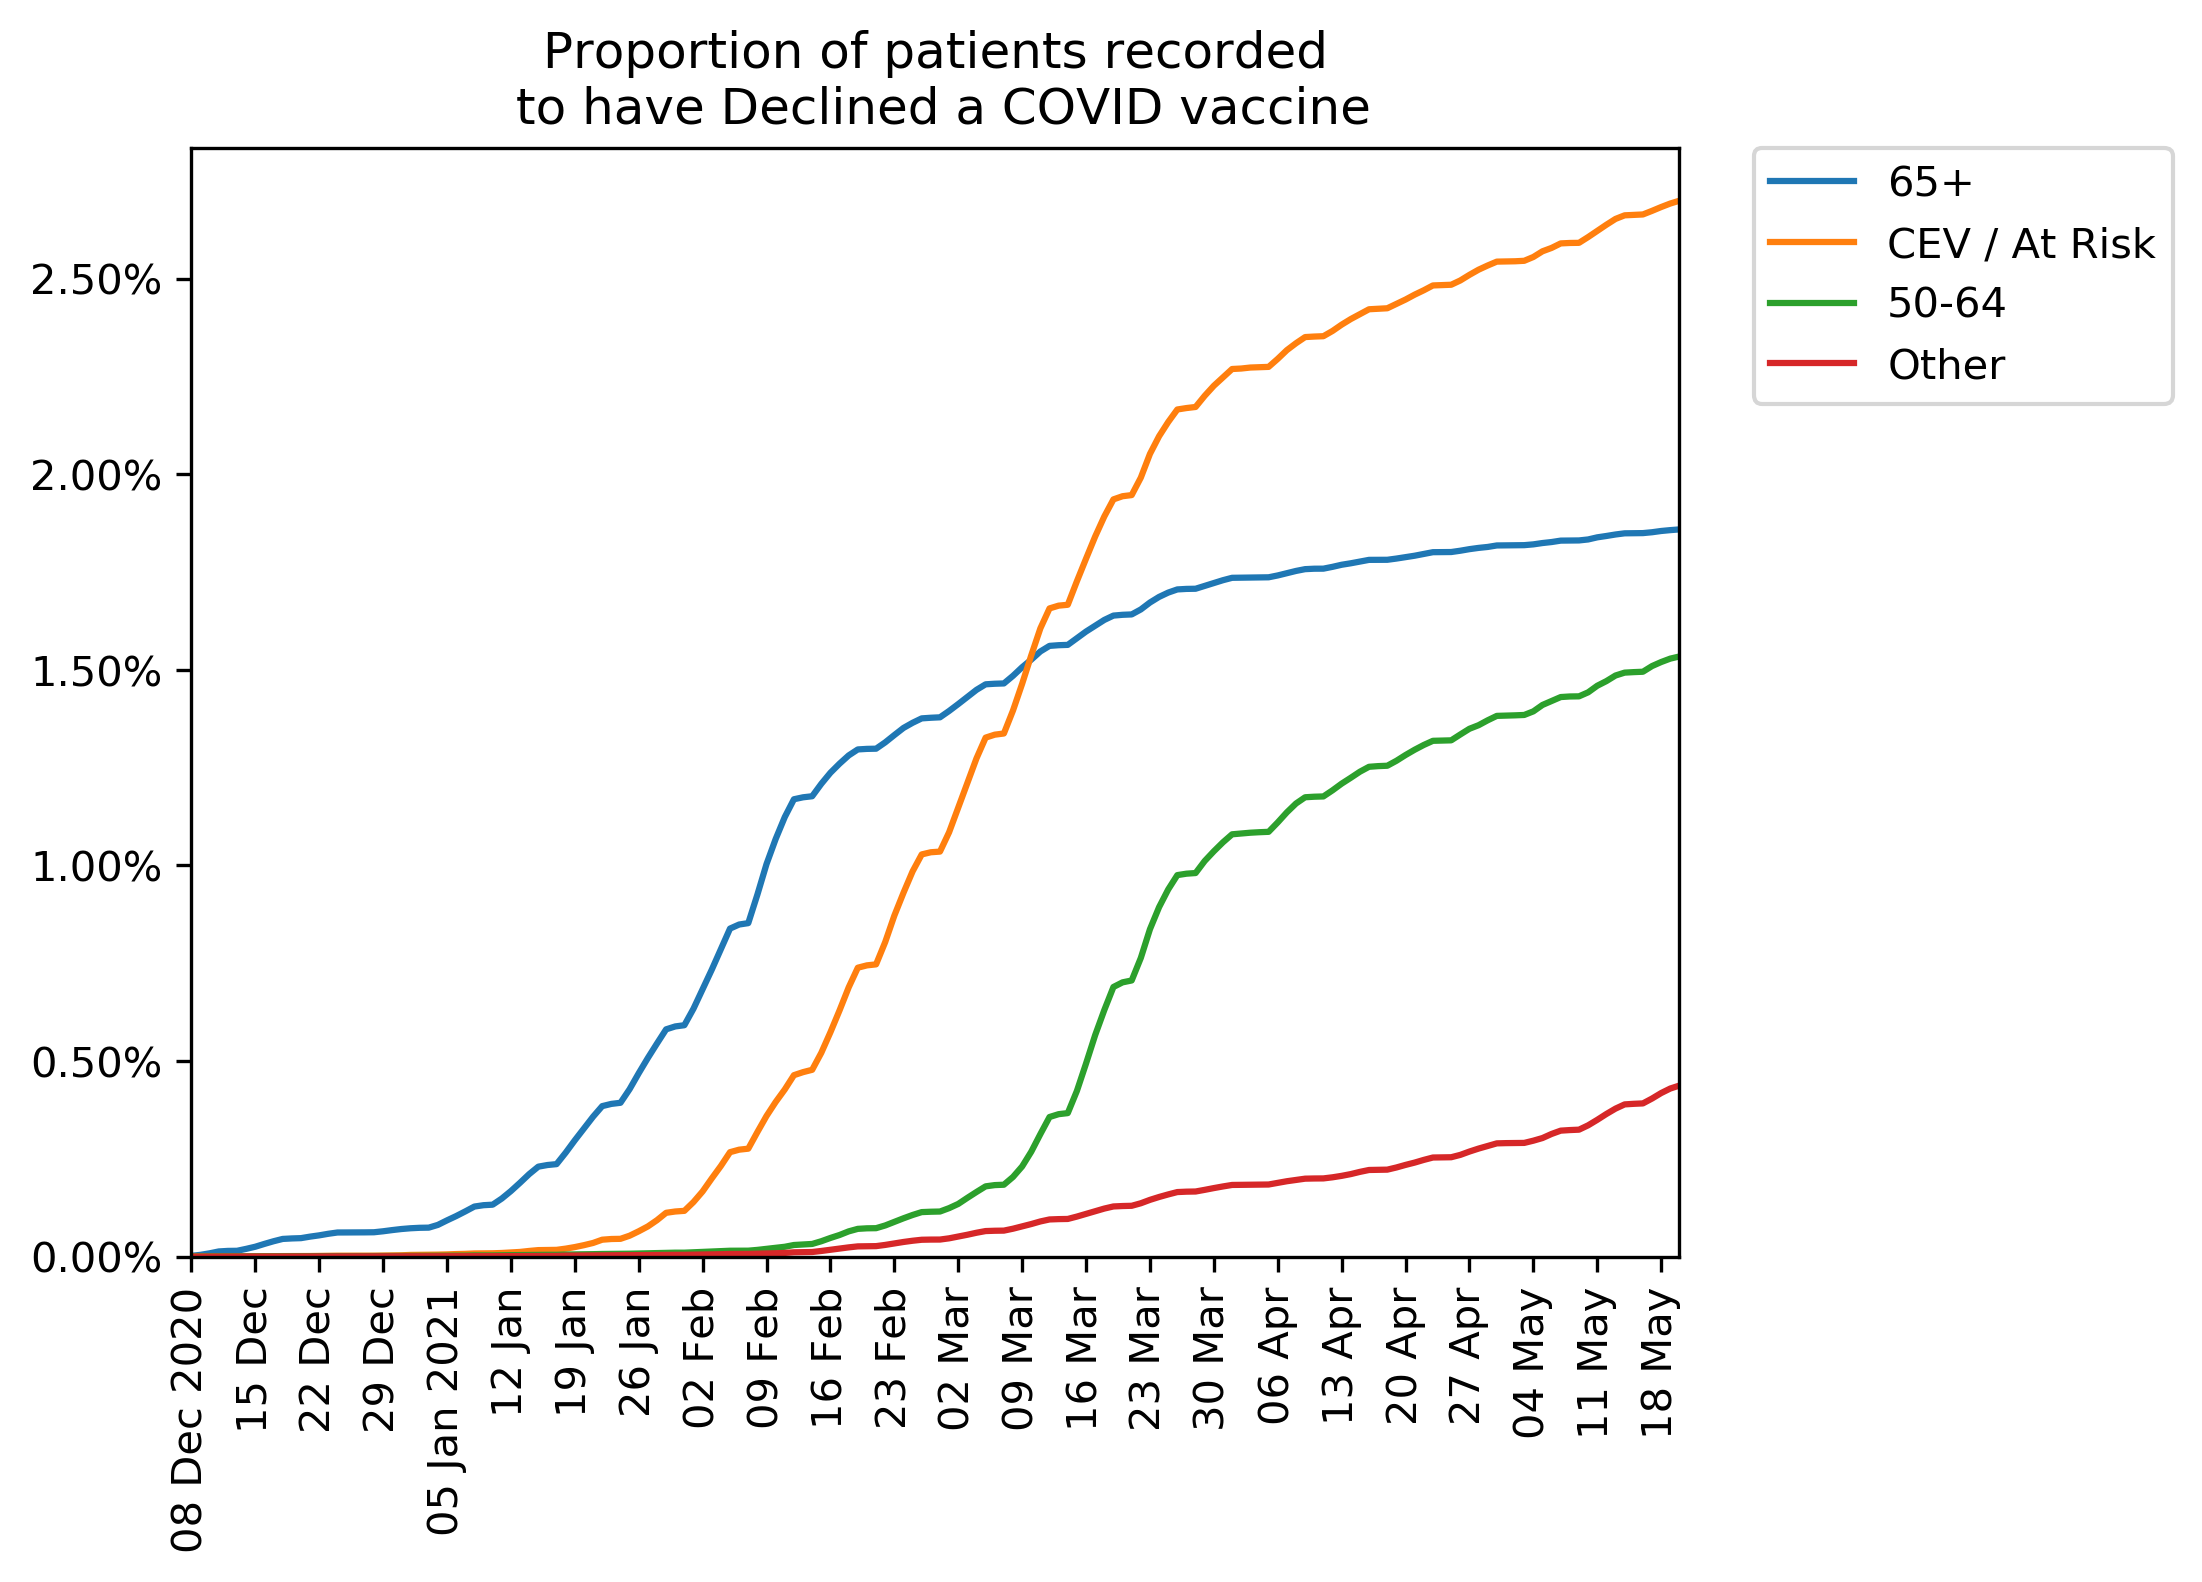 Proportion of patients recorded
to have Declined a COVID vaccine
65+
CEV / At Risk
50-64
Other
2.50%
2.00%
1.50%
1.00%
0.50%
0.00%
08 Dec 2020
15 Dec
22 Dec
29 Dec
05 Jan 2021
12 Jan
19 Jan
26 Jan
02 Feb
09 Feb
16 Feb
23 Feb
02 Mar
09 Mar
16 Mar
23 Mar
30 Mar
06 Apr
13 Apr
20 Apr
27 Apr
04 May
11 May
18 May